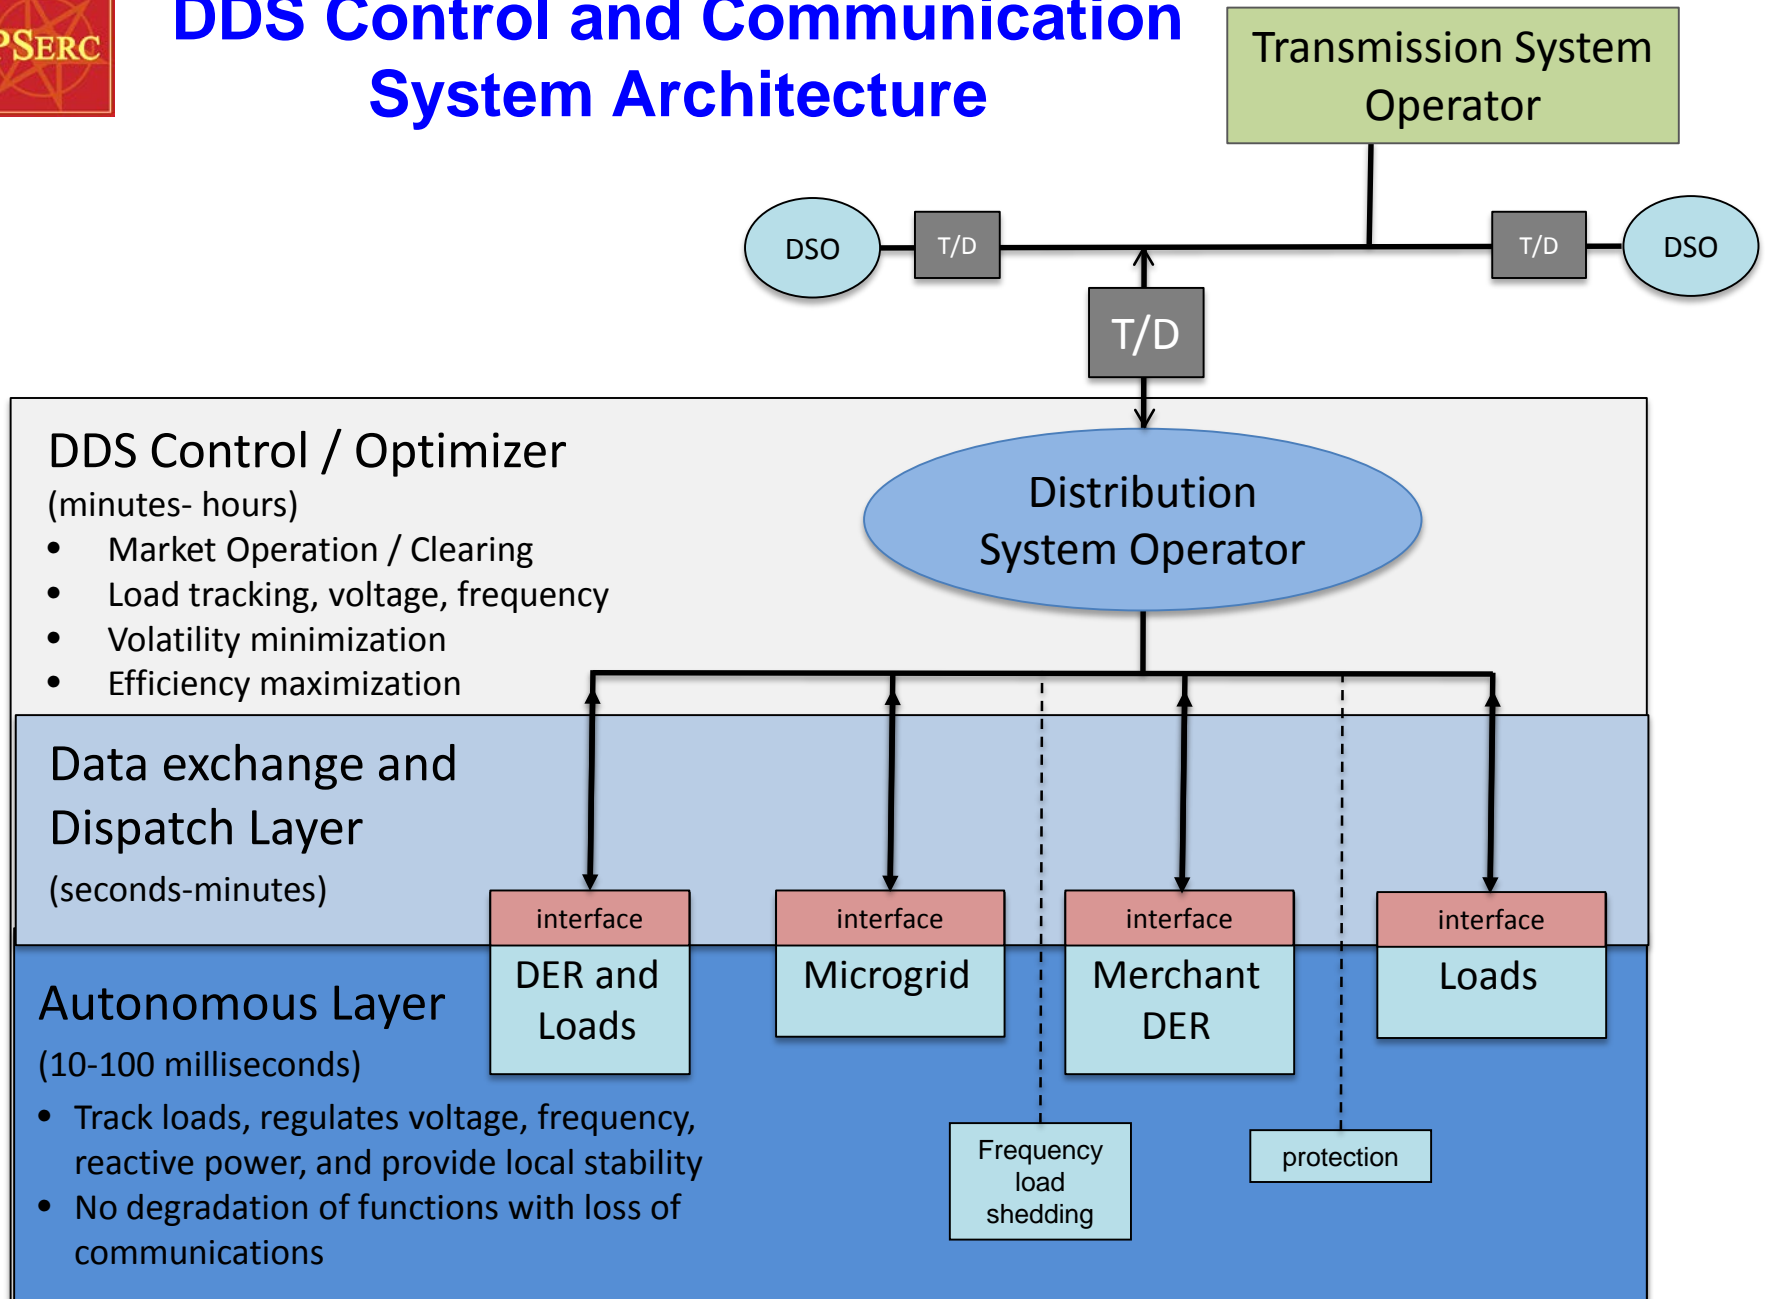 PSERC
DDS Control and Communication
System Architecture
Transmission System
Operator
DSO
T/D
T/D
DSO
T/D
DDS Control / Optimizer
(minutes- hours)
• Market Operation / Clearing
• Load tracking, voltage, frequency
• Volatility minimization
• Efficiency maximization
Distribution
System Operator
Data exchange and
Dispatch Layer
(seconds-minutes)
interface
interface
interface
interface
DER and
Loads
Microgrid
Merchant
DER
Loads
Autonomous Layer
(10-100 milliseconds)
• Track loads, regulates voltage, frequency,
reactive power, and provide local stability
• No degradation of functions with loss of
communications
Frequency
load
shedding
protection